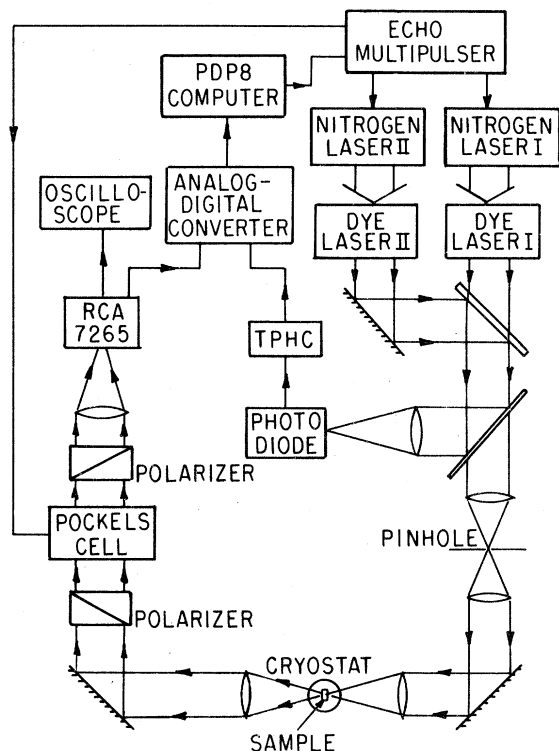 ECHO
MULTIPULSER
PDP8
COMPUTER
NITROGEN
LASER II
NITROGEN
LASER I
OSCILLO-
SCOPE
ANALOG-
DIGITAL
CONVERTER
DYE
LASER II
DYE
LASER I
RCA
7265
TPHC
PHOTO
DIODE
POLARIZER
POCKELS
CELL
PINHOLE
POLARIZER
CRYOSTAT
SAMPLE